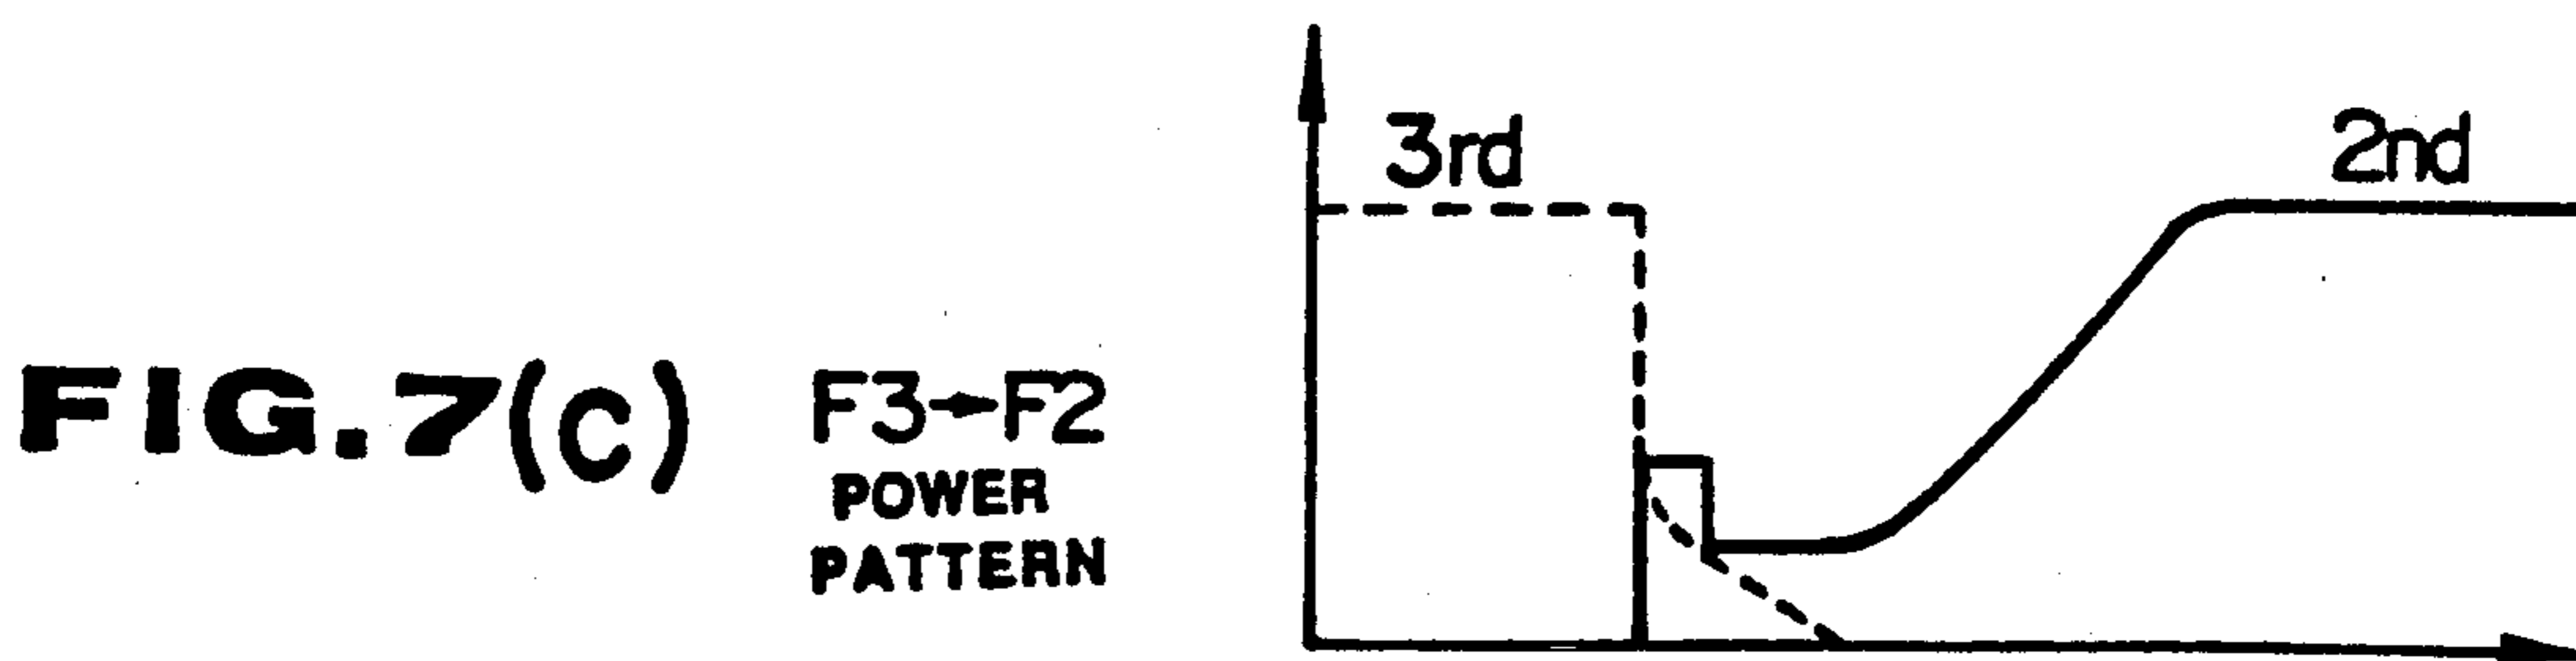 FIG. 7(C)
F3→F2
POWER
PATTERN
3rd
2nd